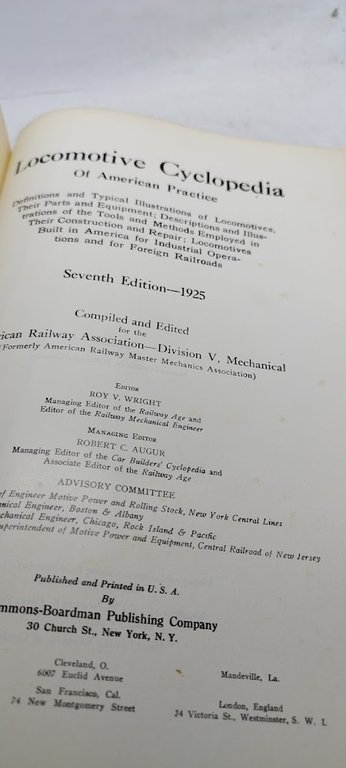 Locomotive Cyclopedia
Of American Practice
Definitions and Typical Illustrations of Locomotives,
Their Parts and Equipment; Descriptions and Illus-
trations of the Tools and Methods Employed in
Their Construction and Repair; Locomotives
Built in America for Industrial Opera-
tions and for Foreign Railroads
Seventh Edition—1925
Compiled and Edited
for the
rican Railway Association—Division V. Mechanical
(Formerly American Railway Master Mechanics Association)
Editor
ROY V. WRIGHT
Managing Editor of the Railway Age and
Editor of the Railway Mechanical Engineer
Managing Editor
ROBERT C. AUGUR
Managing Editor of the Car Builders' Cyclopedia and
Associate Editor of the Railway Age
ADVISORY COMMITTEE
ef Engineer Motive Power and Rolling Stock, New York Central Lines
anical Engineer, Boston & Albany
echanical Engineer, Chicago, Rock Island & Pacific
uperintendent of Motive Power and Equipment, Central Railroad of New Jersey
Published and Printed in U. S. A.
By
mmons-Boardman Publishing Company
30 Church St., New York, N. Y.
Cleveland, O.
6007 Euclid Avenue
Mandeville, La.
San Francisco, Cal.
74 New Montgomery Street
London, England
34 Victoria St., Westminster, S. W. 1.